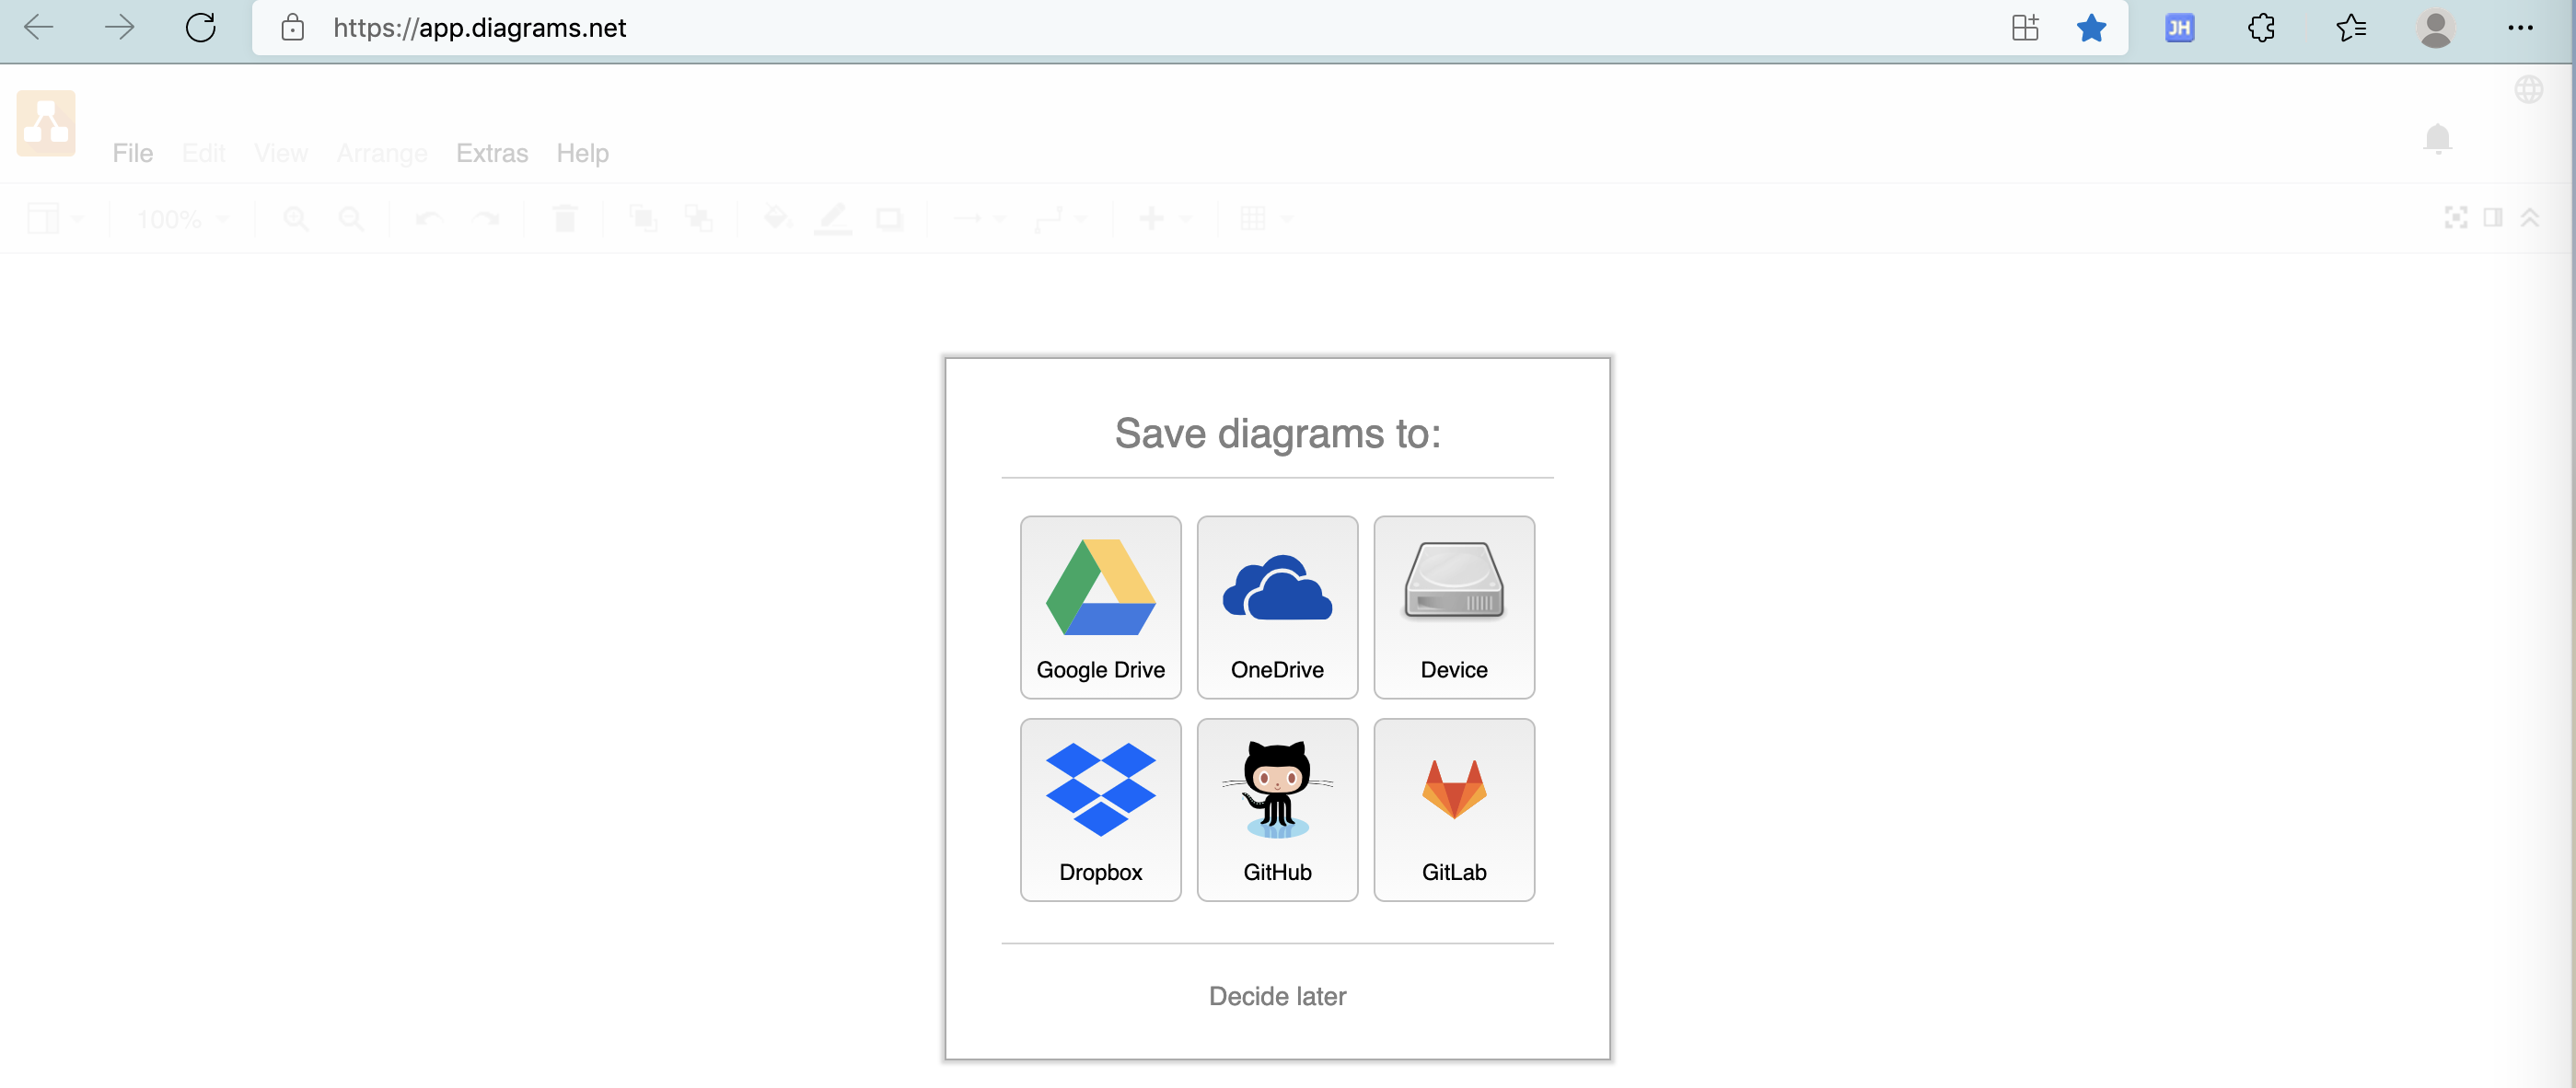 https://app.diagrams.net
JH
File Edit View Arrange Extras Help
100%
Save diagrams to:
Google Drive OneDrive Device
Dropbox GitHub GitLab
Decide later